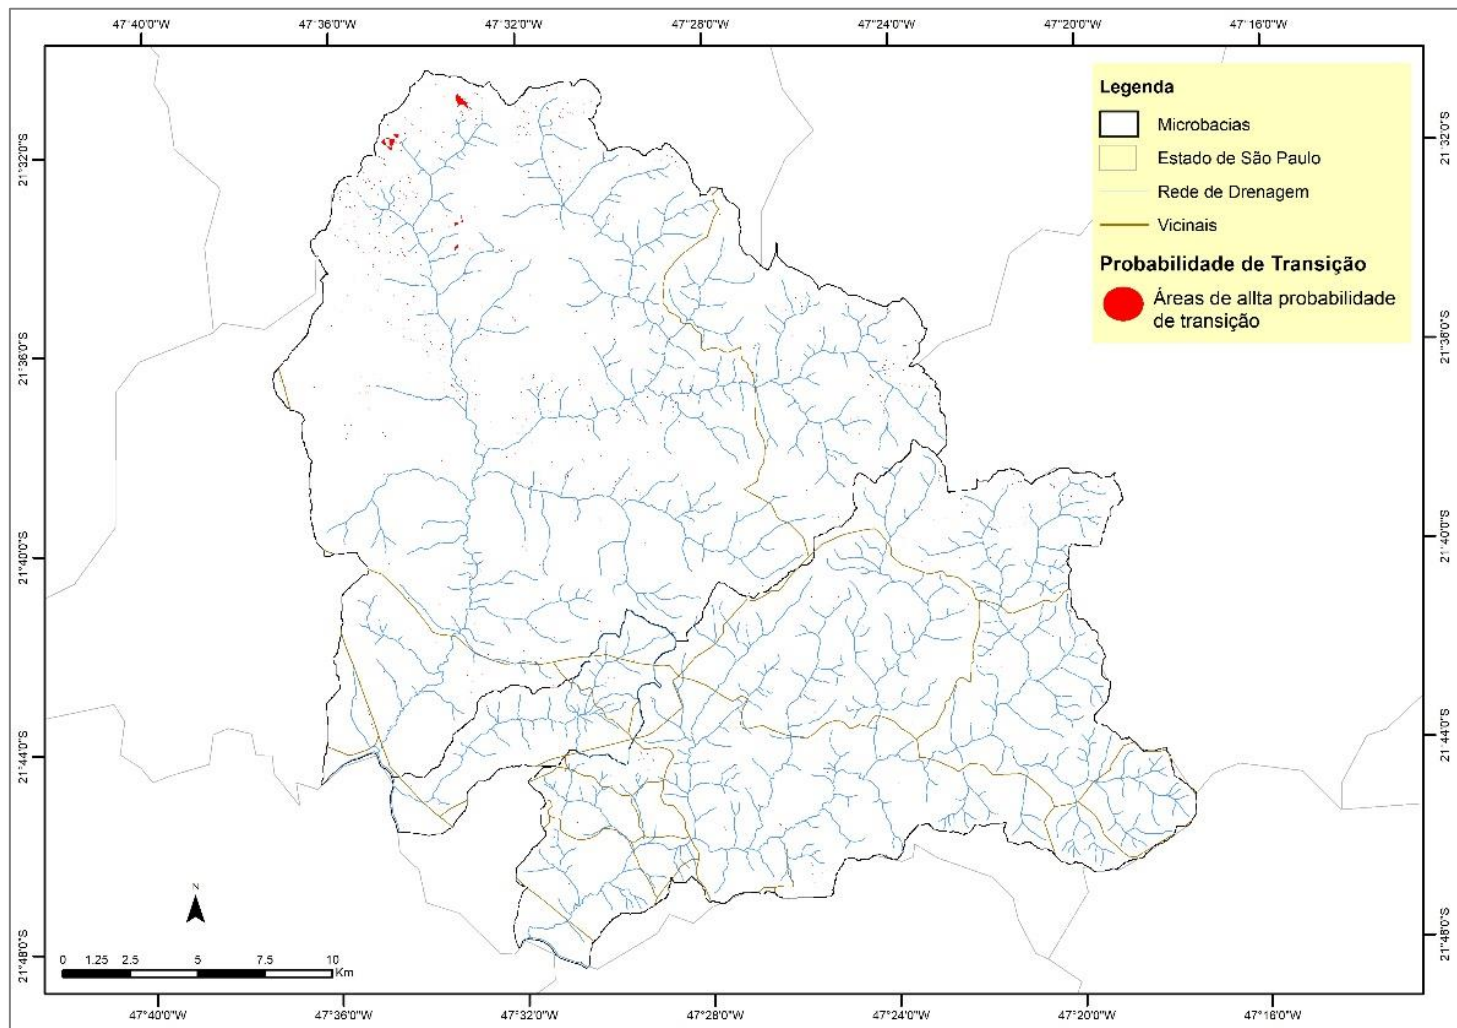 47°40'0"W 47°36'0"W 47°32'0"W 47°28'0"W 47°24'0"W 47°20'0"W 47°16'0"W
Legenda
Microbacias
Estado de São Paulo
Rede de Drenagem
Vicinais
Probabilidade de Transição
Áreas de allta probabilidade
de transição
21°32'0"S
21°36'0"S
21°40'0"S
21°44'0"S
21°48'0"S
21°32'0"S
21°38'0"S
21°40'0"S
21°44'0"S
21°48'0"S
N
0 1.25 2.5 5 7.5 10
Km
47°40'0"W 47°36'0"W 47°32'0"W 47°28'0"W 47°24'0"W 47°20'0"W 47°16'0"W